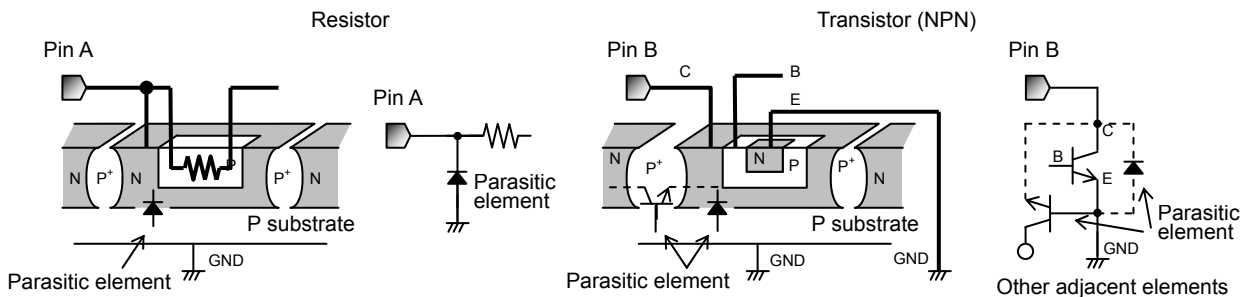 Resistor
Transistor (NPN)
Pin A
Pin B
Pin B
C
B
E
Pin A
N
P+
N
P
P+
N
Parasitic
element
P substrate
GND
Parasitic element
N
P+
N
P
P+
N
P substrate
GND
GND
Parasitic element
C
B
E
Parasitic
element
GND
Other adjacent elements